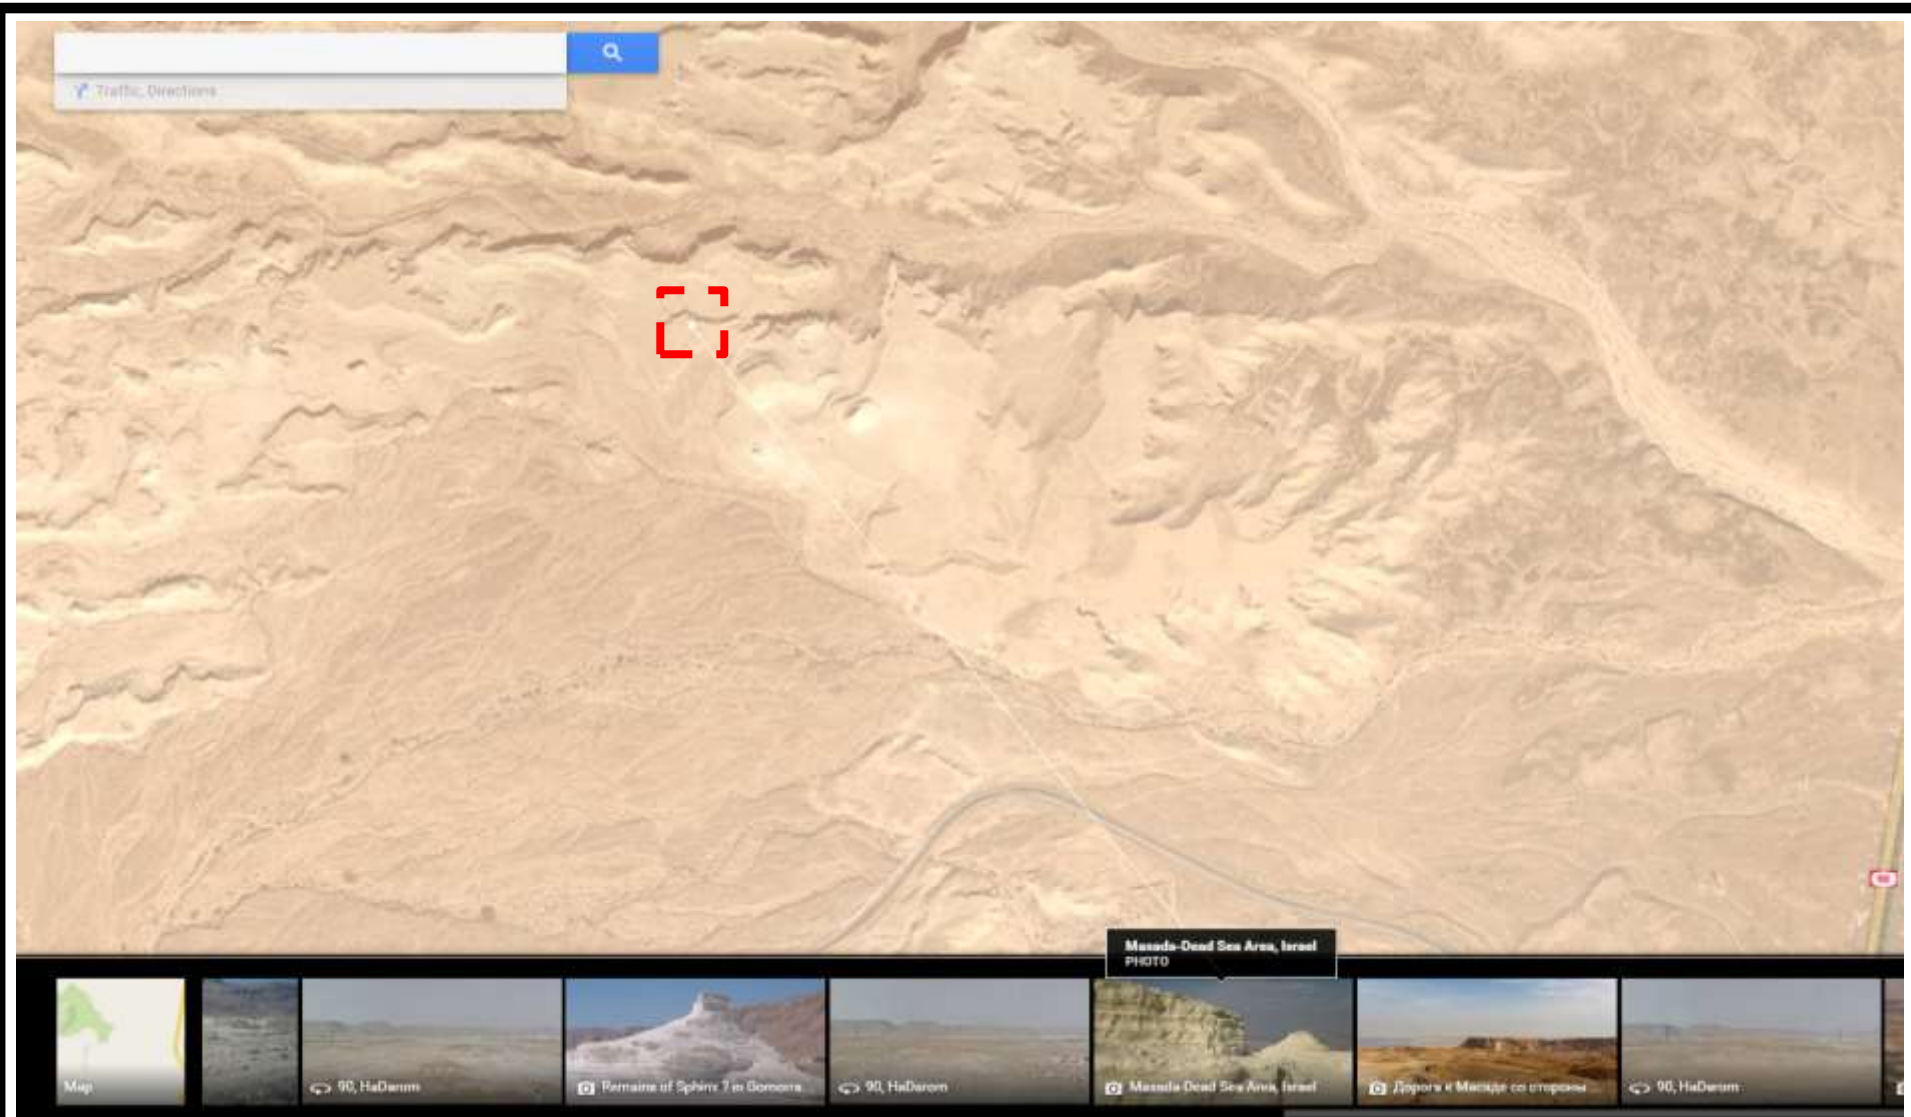 Traffic, Directions
90
Masada-Dead Sea Area, Israel
PHOTO
Map
90, HaDarom
Remains of Sphinx ? in Gomorra
90, HaDarom
Masada-Dead Sea Area, Israel
Дорога к Масаде со стороны
90, HaDarom